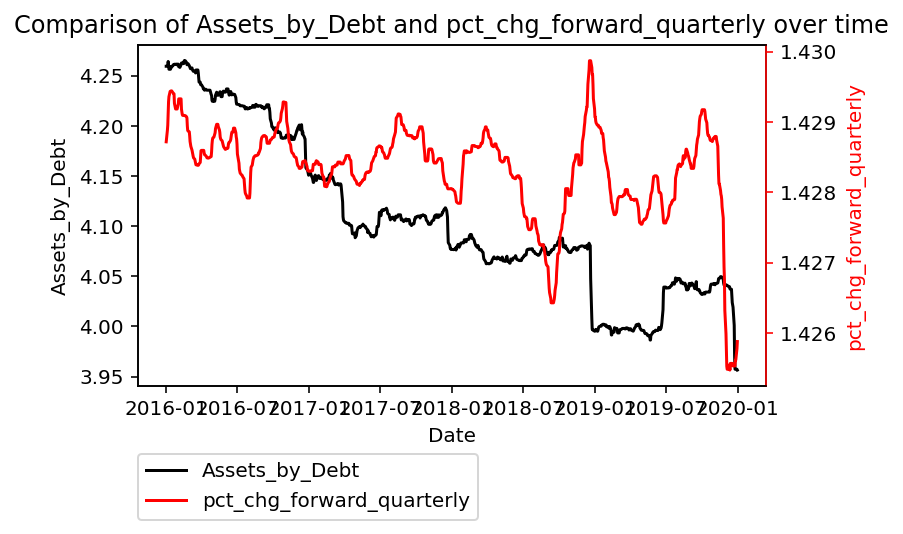 Comparison of Assets_by_Debt and pct_chg_forward_quarterly over time
4.25
4.20
4.15
4.10
4.05
4.00
3.95
Assets_by_Debt
1.430
1.429
1.428
1.427
1.426
pct_chg_forward_quarterly
2016-01 2016-07 2017-01 2017-07 2018-01 2018-07 2019-01 2019-07 2020-01
Date
Assets_by_Debt
pct_chg_forward_quarterly